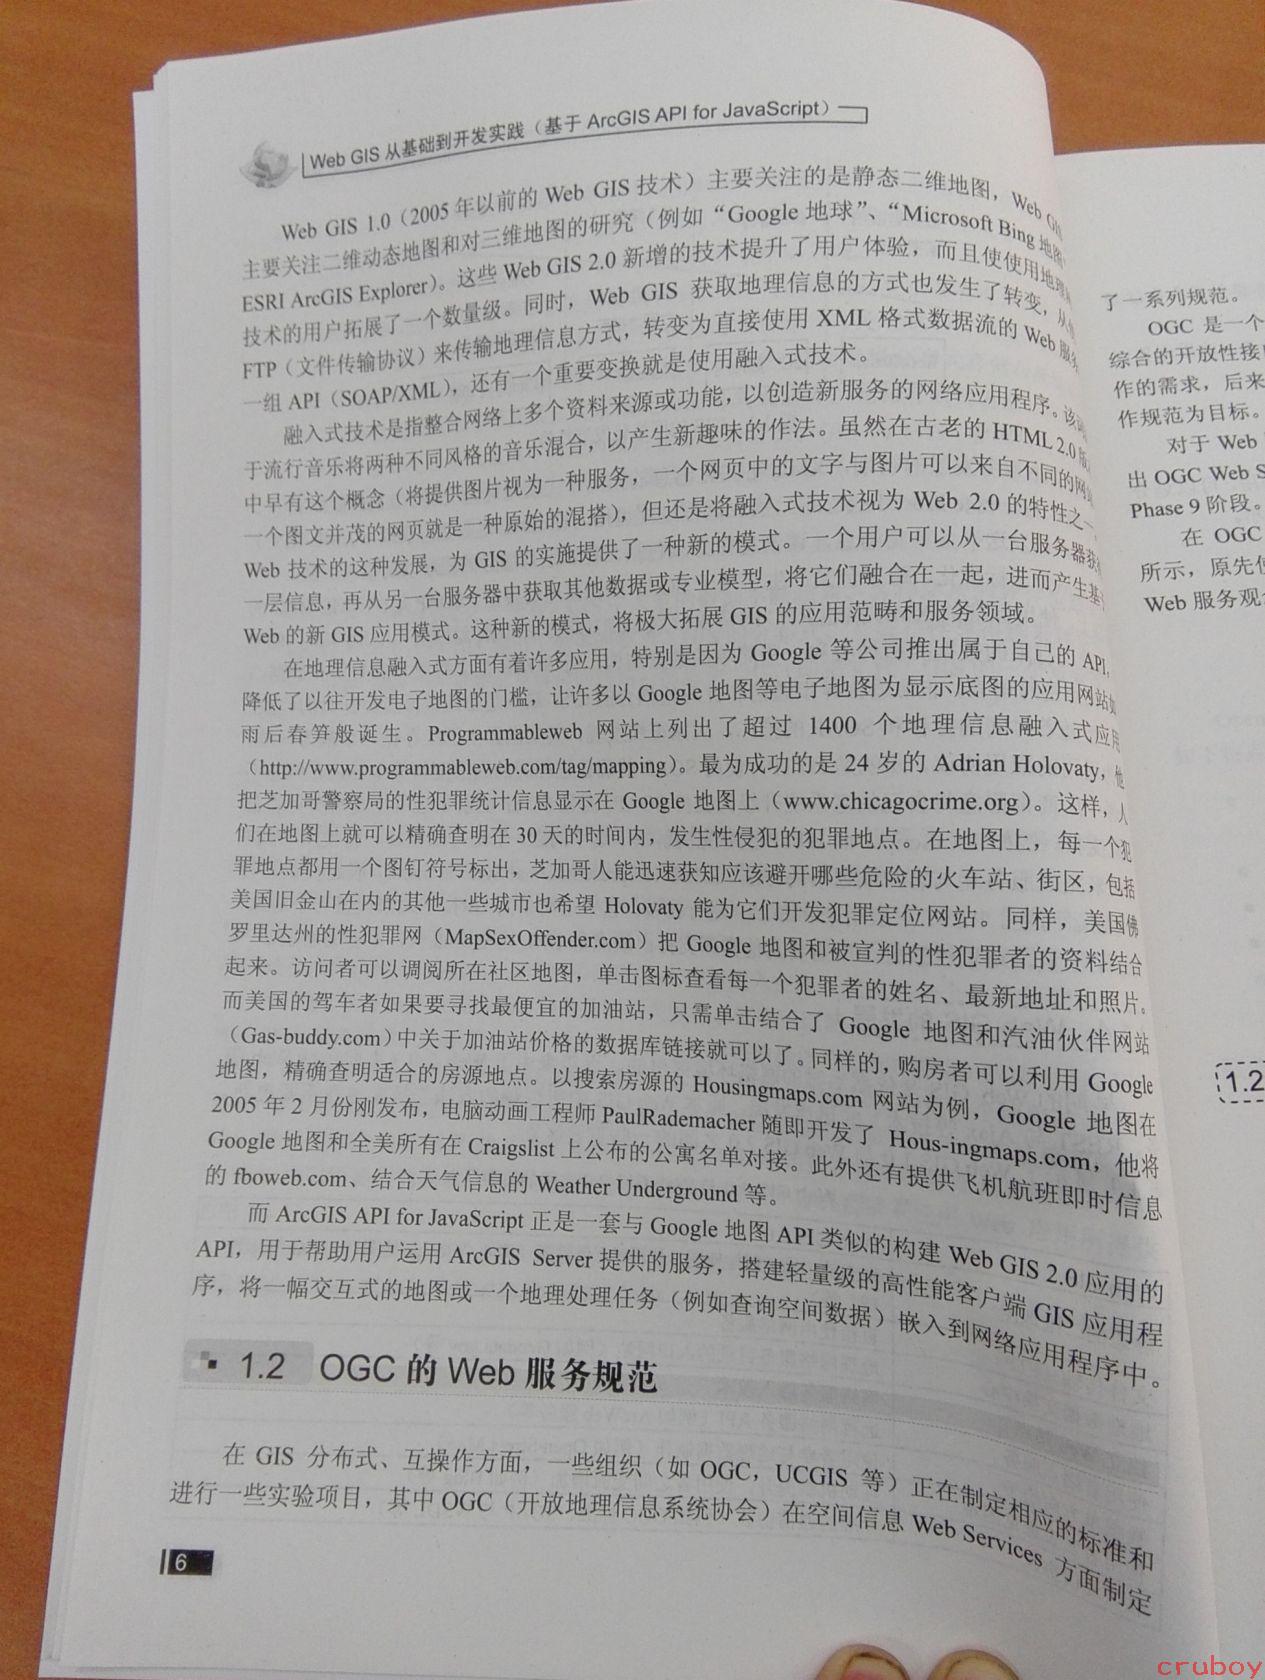 Web GIS 从基础到开发实践（基于 ArcGIS API for JavaScript）
Web GIS 1.0（2005 年以前的 Web GIS 技术）主要关注的是静态二维地图，Web GIS
主要关注二维动态地图和对三维地图的研究（例如“Google 地球”、“Microsoft Bing 地图
ESRI ArcGIS Explorer）。这些 Web GIS 2.0 新增的技术提升了用户体验，而且使使用地理
技术的用户拓展了一个数量级。同时，Web GIS 获取地理信息的方式也发生了转变，从
FTP（文件传输协议）来传输地理信息方式，转变为直接使用 XML 格式数据流的 Web 服务
一组 API（SOAP/XML），还有一个重要变换就是使用融入式技术。
融入式技术是指整合网络上多个资料来源或功能，以创造新服务的网络应用程序。该词
于流行音乐将两种不同风格的音乐混合，以产生新趣味的作法。虽然在古老的 HTML 2.0 版
中早有这个概念（将提供图片视为一种服务，一个网页中的文字与图片可以来自不同的网站
一个图文并茂的网页就是一种原始的混搭），但还是将融入式技术视为 Web 2.0 的特性之一
Web 技术的这种发展，为 GIS 的实施提供了一种新的模式。一个用户可以从一台服务器获
一层信息，再从另一台服务器中获取其他数据或专业模型，将它们融合在一起，进而产生基
Web 的新 GIS 应用模式。这种新的模式，将极大拓展 GIS 的应用范畴和服务领域。
在地理信息融入式方面有着许多应用，特别是因为 Google 等公司推出属于自己的 API，
降低了以往开发电子地图的门槛，让许多以 Google 地图等电子地图为显示底图的应用网站如
雨后春笋般诞生。Programmableweb 网站上列出了超过 1400 个地理信息融入式应用
（http://www.programmableweb.com/tag/mapping）。最为成功的是 24 岁的 Adrian Holovaty，他
把芝加哥警察局的性犯罪统计信息显示在 Google 地图上（www.chicagocrime.org）。这样，人
们在地图上就可以精确查明在 30 天的时间内，发生性侵犯的犯罪地点。在地图上，每一个犯
罪地点都用一个图钉符号标出，芝加哥人能迅速获知应该避开哪些危险的火车站、街区，包括
美国旧金山在内的其他一些城市也希望 Holovaty 能为它们开发犯罪定位网站。同样，美国佛
罗里达州的性犯罪网（MapSexOffender.com）把 Google 地图和被宣判的性犯罪者的资料结合
起来。访问者可以调阅所在社区地图，单击图标查看每一个犯罪者的姓名、最新地址和照片。
而美国的驾车者如果要寻找最便宜的加油站，只需单击结合了 Google 地图和汽油伙伴网站
（Gas-buddy.com）中关于加油站价格的数据库链接就可以了。同样的，购房者可以利用 Google
地图，精确查明适合的房源地点。以搜索房源的 Housingmaps.com 网站为例，Google 地图在
2005 年 2 月份刚发布，电脑动画工程师 PaulRademacher 随即开发了 Hous-ingmaps.com，他将
Google 地图和全美所有在 Craigslist 上公布的公寓名单对接。此外还有提供飞机航班即时信息
的 fboweb.com、结合天气信息的 Weather Underground 等。
而 ArcGIS API for JavaScript 正是一套与 Google 地图 API 类似的构建 Web GIS 2.0 应用的
API，用于帮助用户运用 ArcGIS Server 提供的服务，搭建轻量级的高性能客户端 GIS 应用程
序，将一幅交互式的地图或一个地理处理任务（例如查询空间数据）嵌入到网络应用程序中。
1.2 OGC 的 Web 服务规范
在 GIS 分布式、互操作方面，一些组织（如 OGC，UCGIS 等）正在制定相应的标准和
进行一些实验项目，其中 OGC（开放地理信息系统协会）在空间信息 Web Services 方面制定
6
了一系列规范。
OGC 是一个
综合的开放性接
作的需求，后来
作规范为目标。
对于 Web
出 OGC Web S
Phase 9 阶段。
在 OGC
所示，原先
Web 服务观
1.2
cruboy